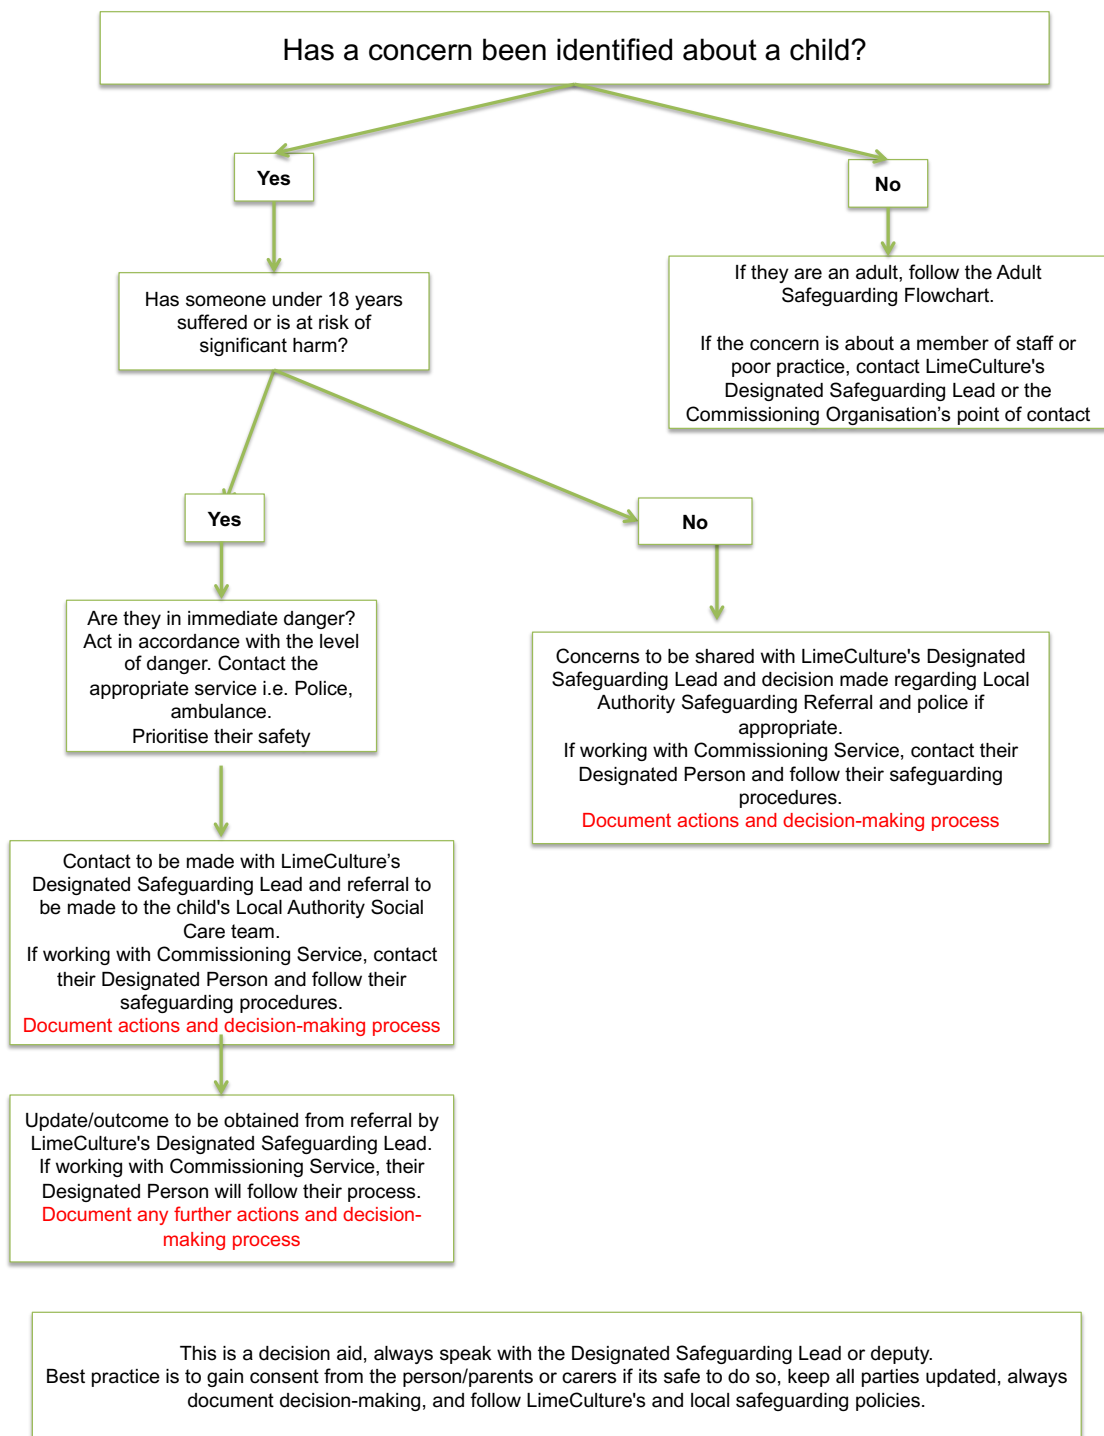 Has a concern been identified about a child?
Yes
No
If they are an adult, follow the Adult
Safeguarding Flowchart.
If the concern is about a member of staff or
poor practice, contact LimeCulture's
Designated Safeguarding Lead or the
Commissioning Organisation’s point of contact
Has someone under 18 years
suffered or is at risk of
significant harm?
Yes
No
Are they in immediate danger?
Act in accordance with the level
of danger. Contact the
appropriate service i.e. Police,
ambulance.
Prioritise their safety
Concerns to be shared with LimeCulture's Designated
Safeguarding Lead and decision made regarding Local
Authority Safeguarding Referral and police if
appropriate.
If working with Commissioning Service, contact their
Designated Person and follow their safeguarding
procedures.
Document actions and decision-making process
Contact to be made with LimeCulture’s
Designated Safeguarding Lead and referral to
be made to the child's Local Authority Social
Care team.
If working with Commissioning Service, contact
their Designated Person and follow their
safeguarding procedures.
Document actions and decision-making process
Update/outcome to be obtained from referral by
LimeCulture's Designated Safeguarding Lead.
If working with Commissioning Service, their
Designated Person will follow their process.
Document any further actions and decision-
making process
This is a decision aid, always speak with the Designated Safeguarding Lead or deputy.
Best practice is to gain consent from the person/parents or carers if its safe to do so, keep all parties updated, always
document decision-making, and follow LimeCulture's and local safeguarding policies.